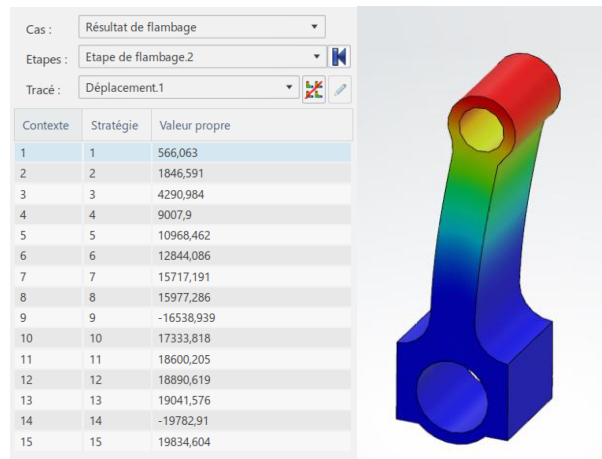 Cas : Résultat de flambage
Etapes : Etape de flambage.2
Tracé : Déplacement.1
Contexte Stratégie Valeur propre
1 1 566,063
2 2 1846,591
3 3 4290,984
4 4 9007,9
5 5 10968,462
6 6 12844,086
7 7 15717,191
8 8 15977,286
9 9 -16538,939
10 10 17333,818
11 11 18600,205
12 12 18890,619
13 13 19041,576
14 14 -19782,91
15 15 19834,604